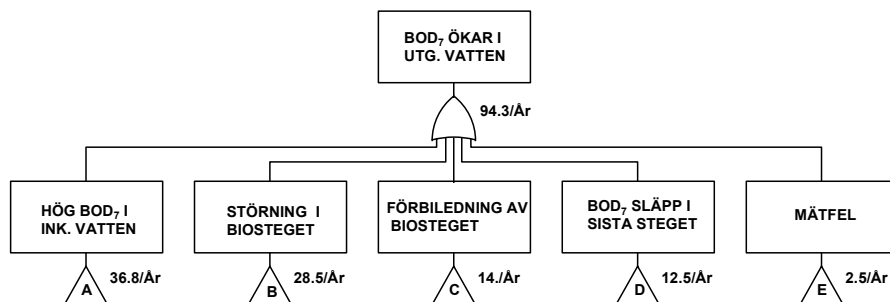 BOD₇ ÖKAR I
UTG. VATTEN
94.3/År
HÖG BOD₇ I
INK. VATTEN
STÖRNING I
BIOSTEGET
FÖRBILEDNING AV
BIOSTEGET
BOD₇ SLÄPP I
SISTA STEGET
MÄTFEL
A
36.8/År
B
28.5/År
C
14./År
D
12.5/År
E
2.5/År